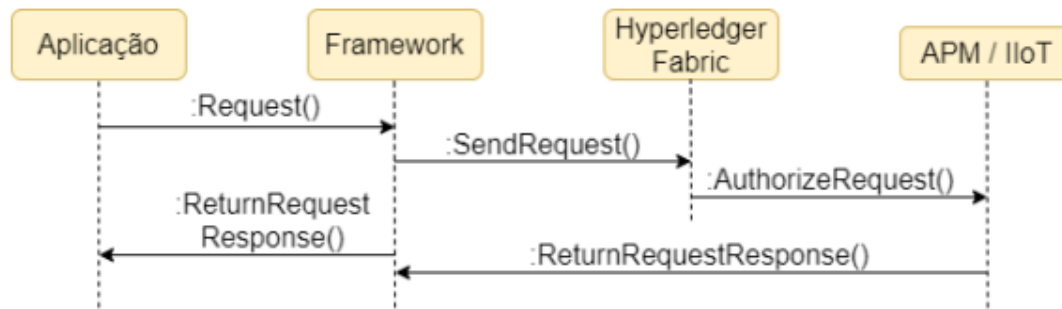 Aplicação
Framework
Hyperledger
Fabric
APM / IIoT
:Request()
:SendRequest()
:AuthorizeRequest()
:ReturnRequest
Response()
:ReturnRequestResponse()